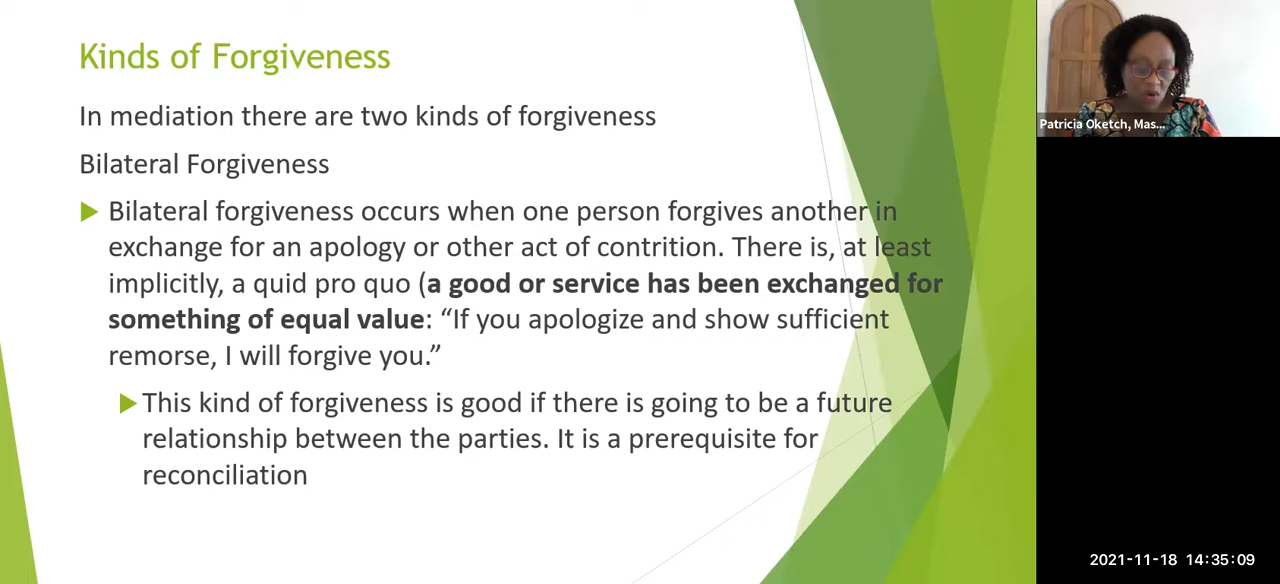 Kinds of Forgiveness
In mediation there are two kinds of forgiveness
Bilateral Forgiveness
Bilateral forgiveness occurs when one person forgives another in
exchange for an apology or other act of contrition. There is, at least
implicitly, a quid pro quo (a good or service has been exchanged for
something of equal value: “If you apologize and show sufficient
remorse, I will forgive you.”
This kind of forgiveness is good if there is going to be a future
relationship between the parties. It is a prerequisite for
reconciliation
Patricia Oketch, Mas...
2021-11-18 14:35:09